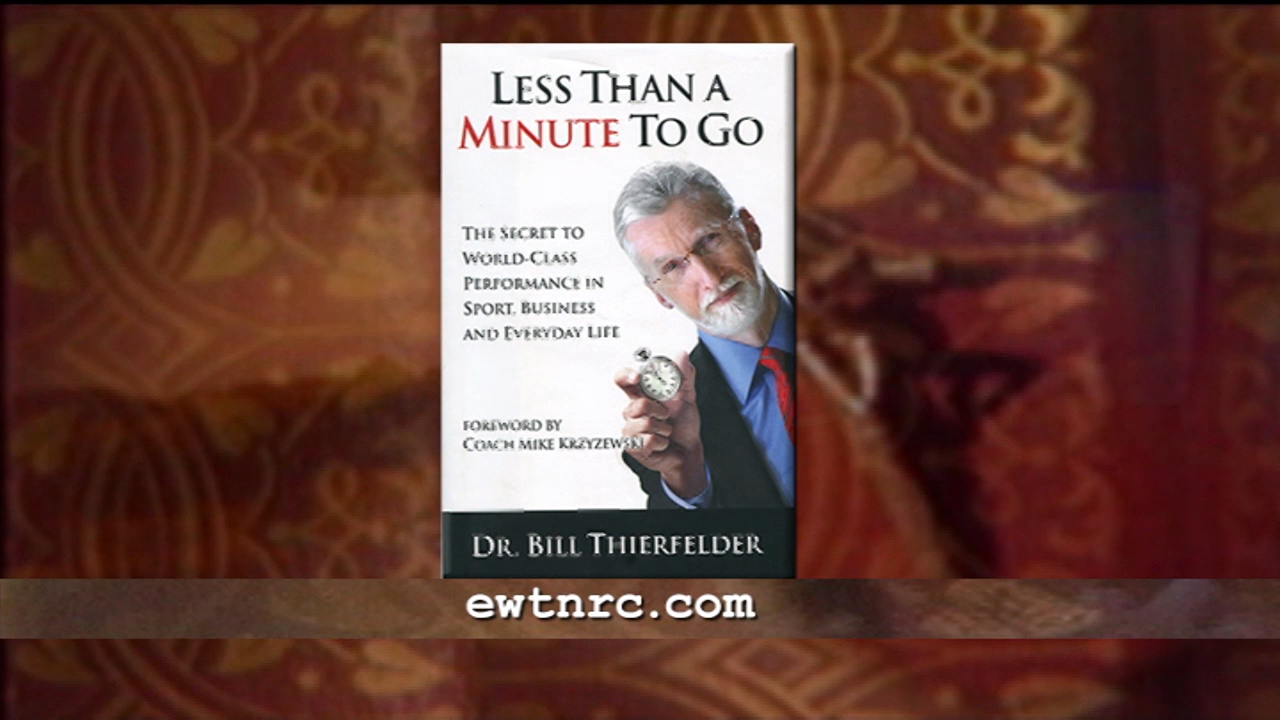 LESS THAN A
MINUTE TO GO
THE SECRET TO
WORLD-CLASS
PERFORMANCE IN
SPORT, BUSINESS
AND EVERYDAY LIFE
FOREWORD BY
COACH MIKE KRZYZEWSKI
DR. BILL THIERFELDER
ewtnrc.com